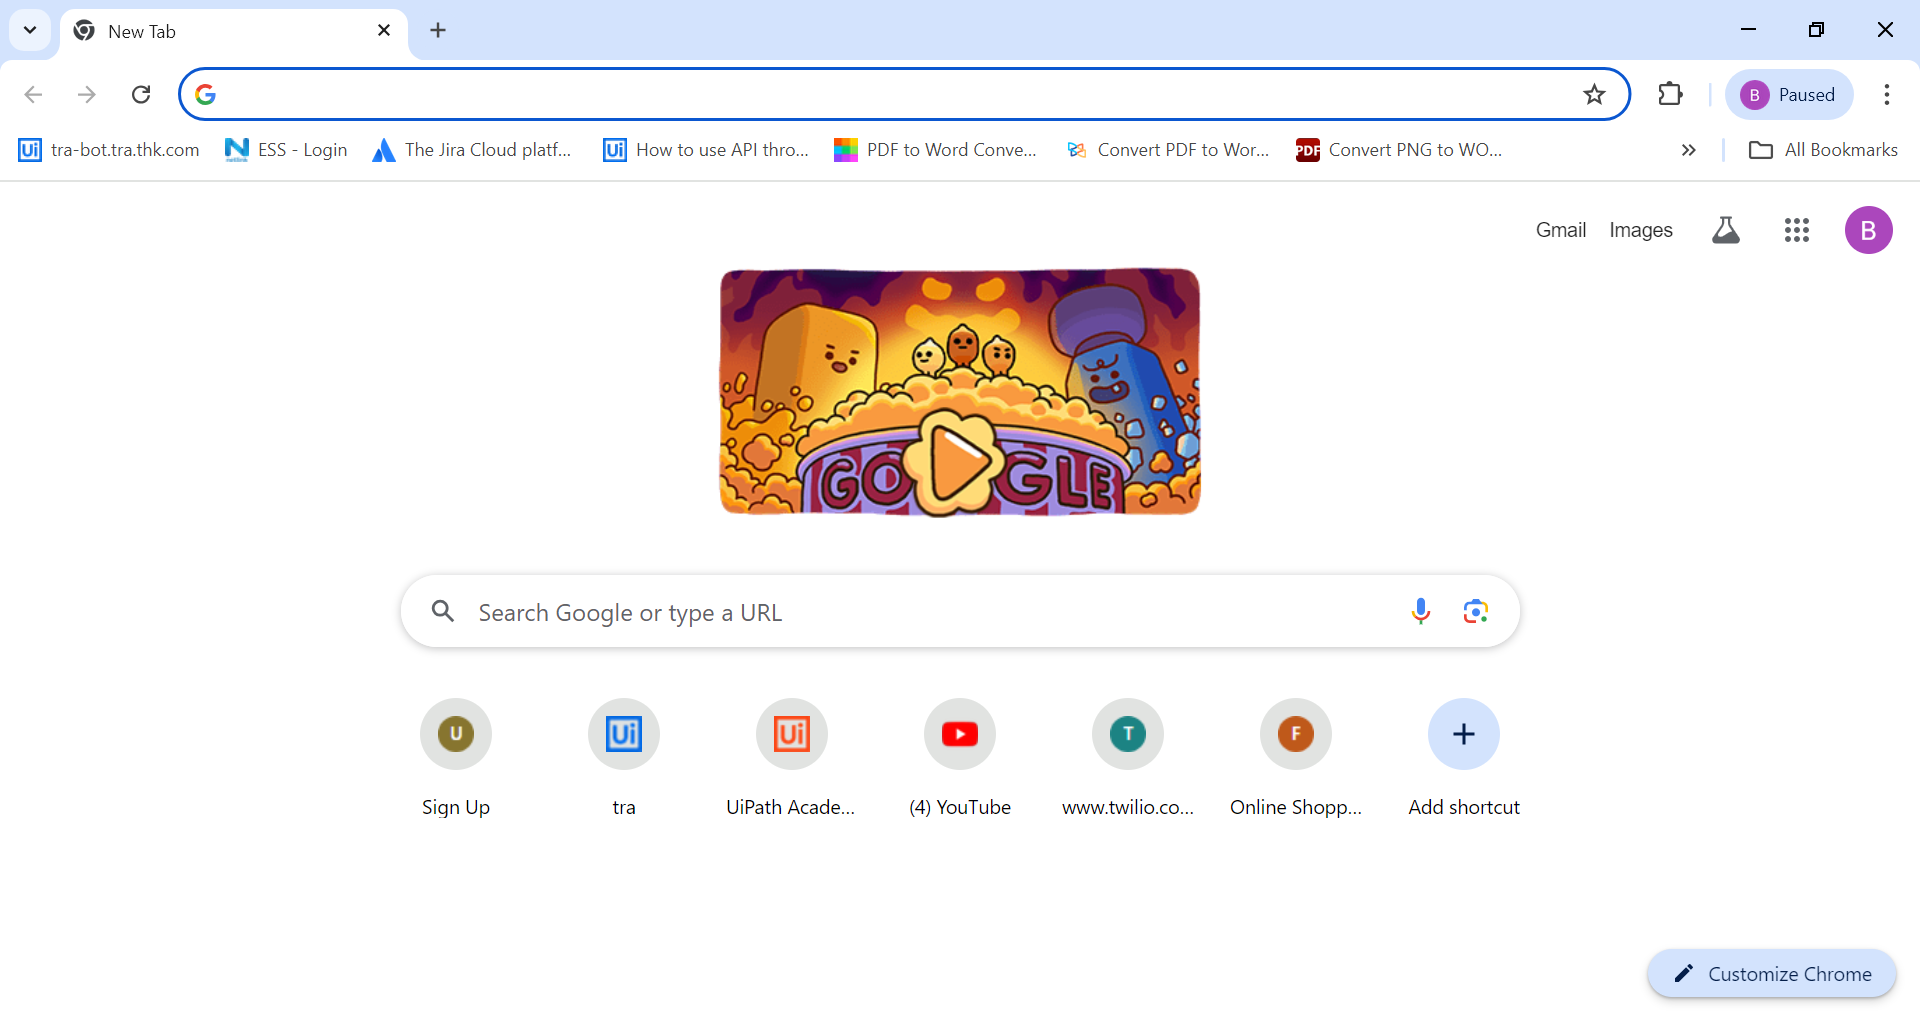 New Tab
B Paused
tra-bot.tra.thk.com
ESS - Login
The Jira Cloud platf...
How to use API thro...
PDF to Word Conve...
Convert PDF to Wor...
Convert PNG to WO...
All Bookmarks
Gmail
Images
B
GOOGLE
Search Google or type a URL
U
Ui
Ui
T
F
Sign Up
tra
UiPath Acade...
(4) YouTube
www.twilio.co...
Online Shopp...
Add shortcut
Customize Chrome